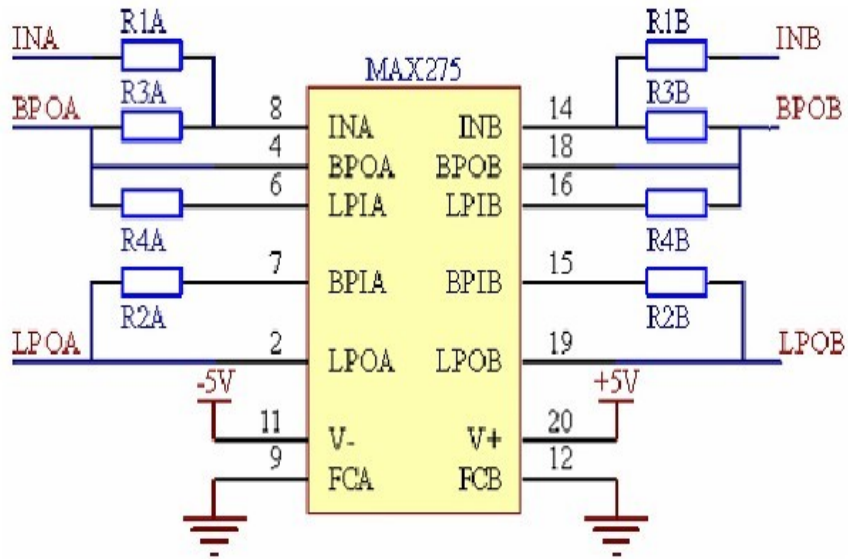 R1A R1B
INA INB
MAX275
BPOA R3A 8 14 R3B BPOB
INA INB
4 18
BPOA BPOB
6 16
LPIA LPIB
R4A R4B
7 15
BPIA BPIB
R2A R2B
LPOA 2 19 LPOB
LPOA LPOB
-5V +5V
11 20
V- V+
9 12
FCA FCB